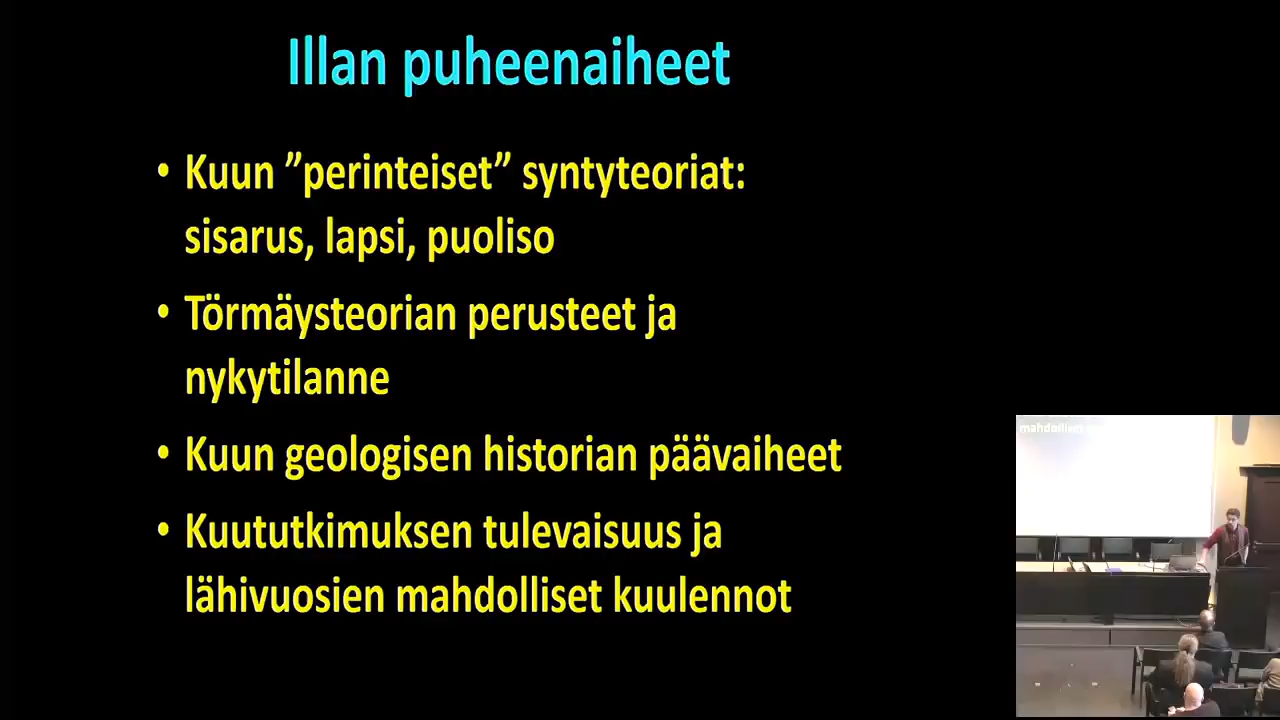 Illan puheenaiheet
• Kuun ”perinteiset” syntyteoriat:
sisarus, lapsi, puoliso
• Törmäysteorian perusteet ja
nykytilanne
• Kuun geologisen historian päävaiheet
• Kuututkimuksen tulevaisuus ja
lähivuosien mahdolliset kuulennot